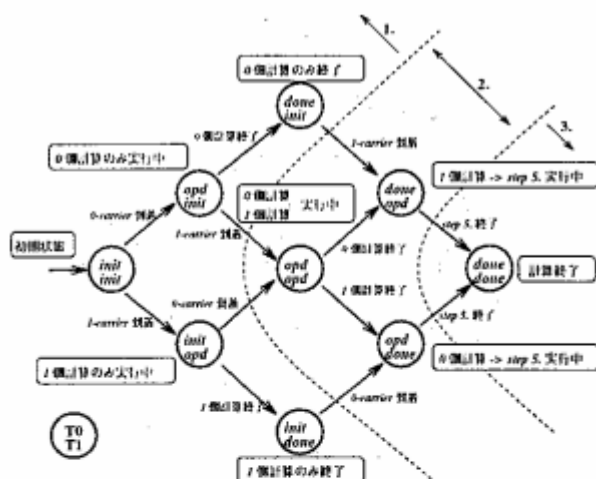 1.
0 側計算のみ終了
2.
done
init
3.
0 側計算終了
1-carrier 到着
0 側計算のみ実行中
0 側計算
1 側計算
実行中
1 側計算 -> step 5. 実行中
opd
init
done
opd
0-carrier 到着
1-carrier 到着
step 5. 終了
初期状態
0 側計算終了
init
init
opd
opd
done
done
計算終了
1 側計算終了
1-carrier 到着
0-carrier 到着
step 5. 終了
init
opd
opd
done
0 側計算 -> step 5. 実行中
1 側計算のみ実行中
1 側計算終了
0-carrier 到着
T0
T1
init
done
1 側計算のみ終了